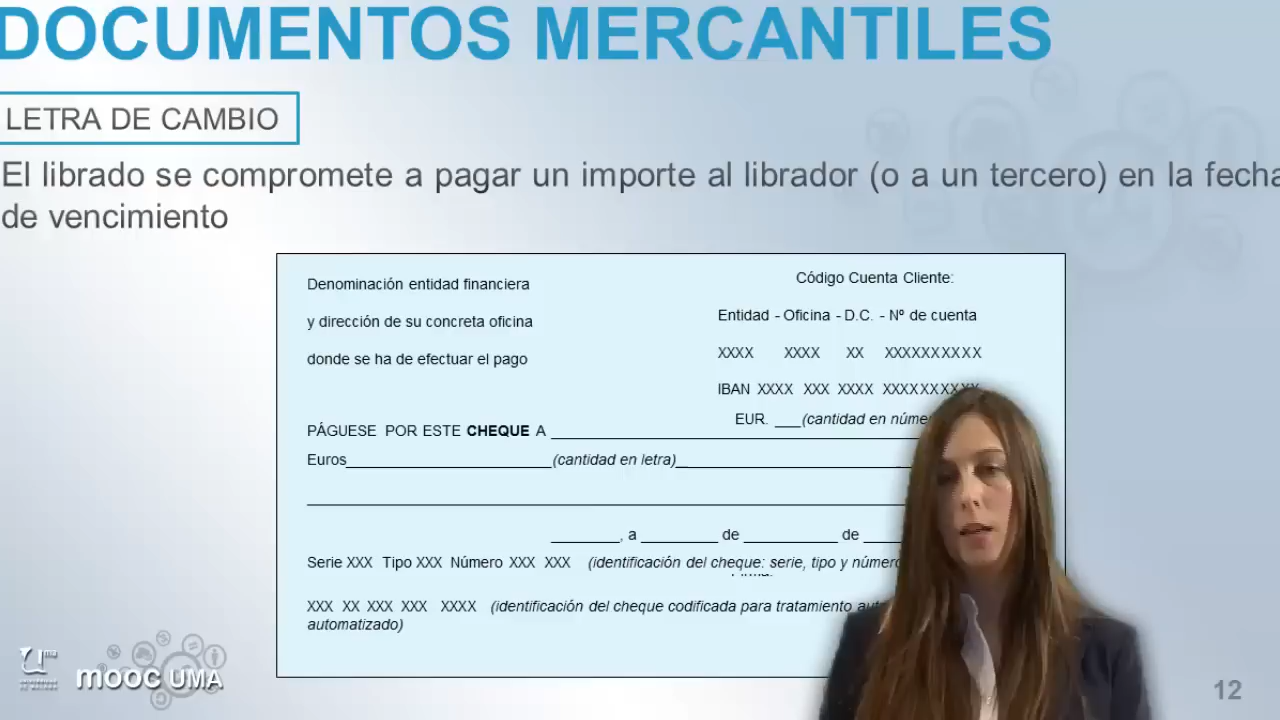 DOCUMENTOS MERCANTILES
LETRA DE CAMBIO
El librado se compromete a pagar un importe al librador (o a un tercero) en la fecha
de vencimiento
Denominación entidad financiera
Código Cuenta Cliente:
y dirección de su concreta oficina
Entidad - Oficina - D.C. - Nº de cuenta
donde se ha de efectuar el pago
XXXX XXXX XX XXXXXXXXXX
IBAN XXXX XXX XXXX XXXXXXXXXX
EUR. ___(cantidad en núme
PÁGUESE POR ESTE CHEQUE A
Euros (cantidad en letra)
, a de de
Serie XXX Tipo XXX Número XXX XXX (identificación del cheque: serie, tipo y número
XXX XX XXX XXX XXXX (identificación del cheque codificada para tratamiento
automatizado)
uma
mooc UMA
12